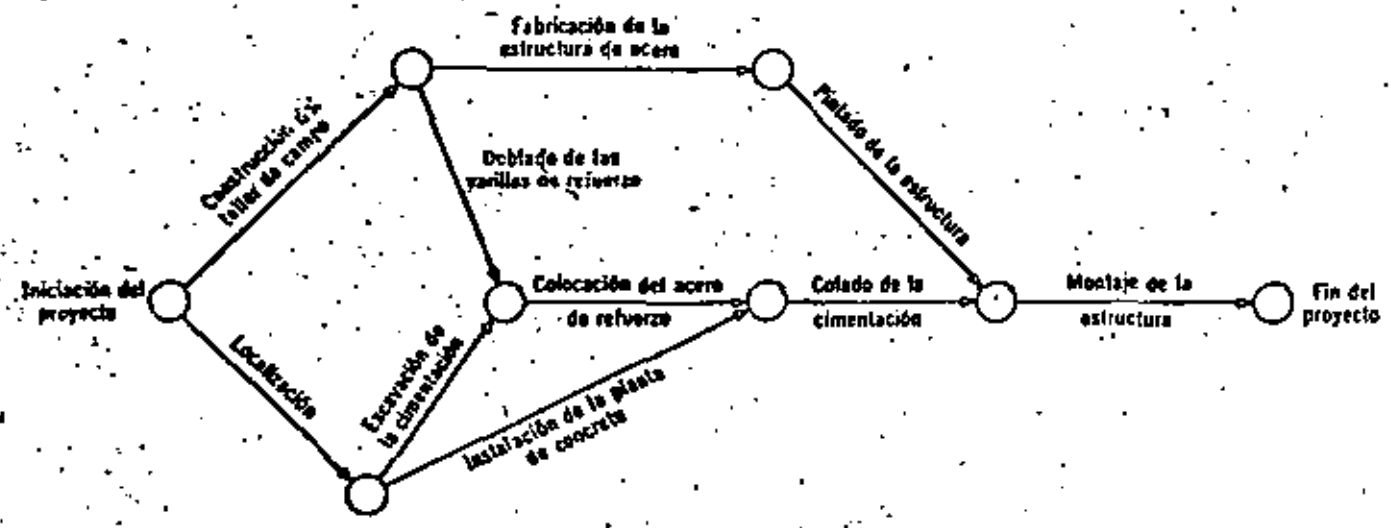 Fabricación de la
estructura de acero
Construcción del
taller de campo
Doblado de las
varillas de refuerzo
Pintado de la estructura
Iniciación del
proyecto
Colocación del acero
de refuerzo
Colado de la
cimentación
Montaje de la
estructura
Fin del
proyecto
Localización
Excavación de
la cimentación
Instalación de la planta
de concreto